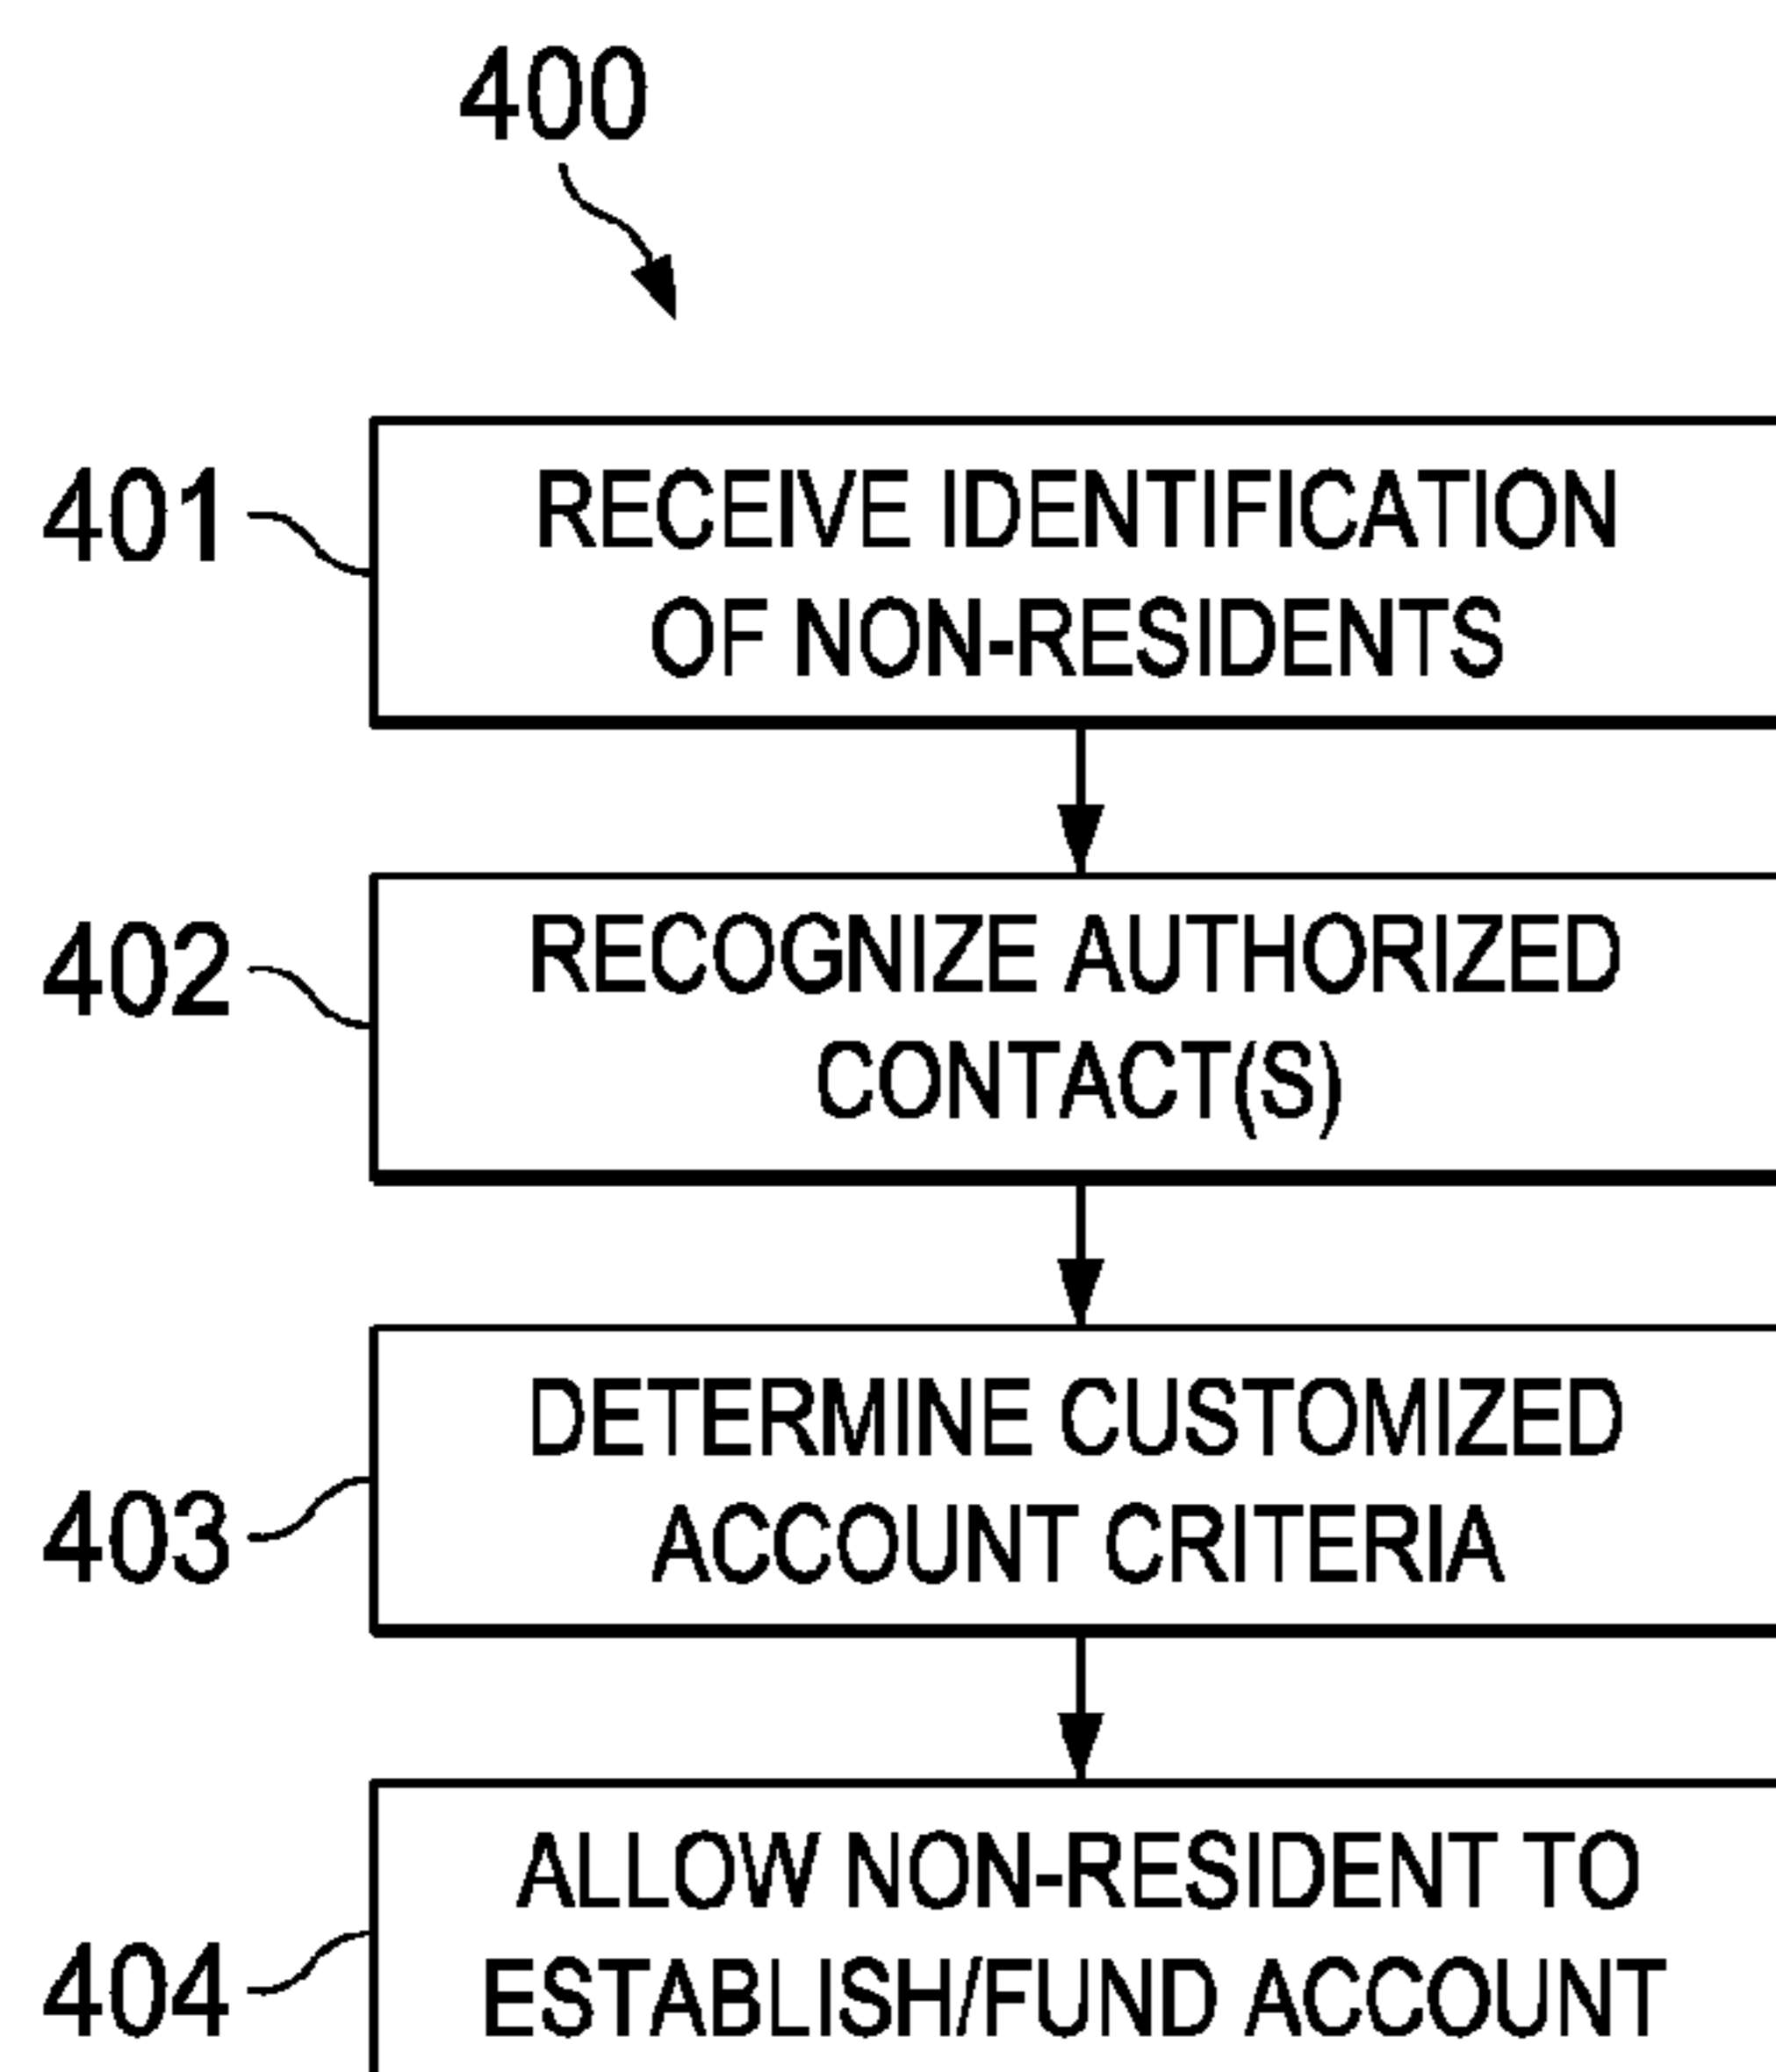 400
401
RECEIVE IDENTIFICATION
OF NON-RESIDENTS
402
RECOGNIZE AUTHORIZED
CONTACT(S)
403
DETERMINE CUSTOMIZED
ACCOUNT CRITERIA
404
ALLOW NON-RESIDENT TO
ESTABLISH/FUND ACCOUNT